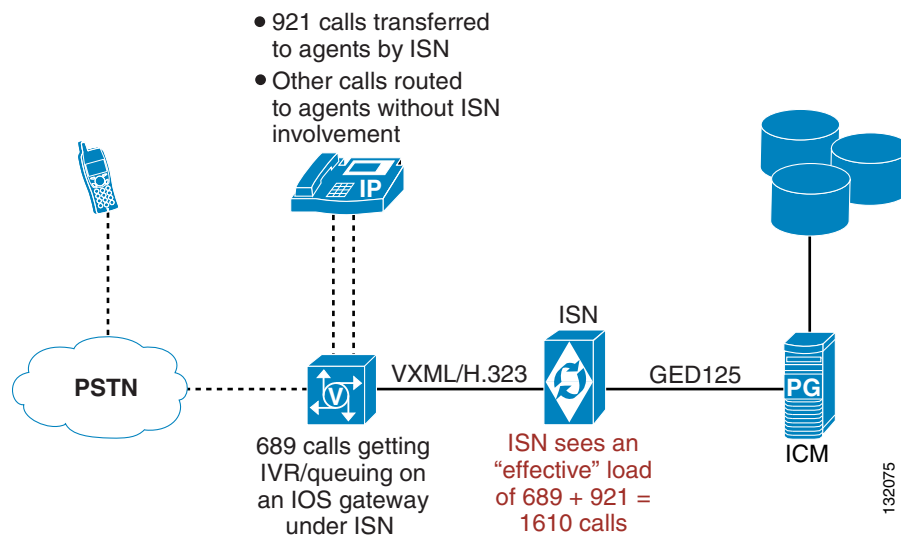 • 921 calls transferred
to agents by ISN
• Other calls routed
to agents without ISN
involvement
IP
ISN
PSTN
V
VXML/H.323
GED125
PG
ICM
689 calls getting
IVR/queuing on
an IOS gateway
under ISN
ISN sees an
“effective” load
of 689 + 921 =
1610 calls
132075